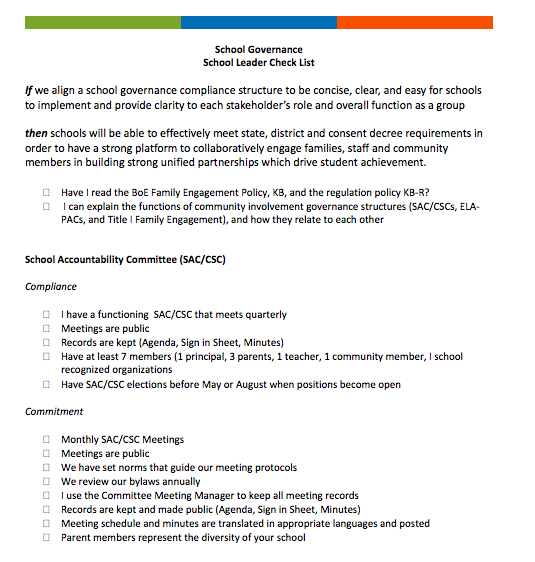 School Governance
School Leader Check List
If we align a school governance compliance structure to be concise, clear, and easy for schools
to implement and provide clarity to each stakeholder's role and overall function as a group
then schools will be able to effectively meet state, district and consent decree requirements in
order to have a strong platform to collaboratively engage families, staff and community
members in building strong unified partnerships which drive student achievement.
Have I read the BoE Family Engagement Policy, KB, and the regulation policy KB-R?
I can explain the functions of community involvement governance structures (SAC/CSCs, ELA-
PACs, and Title I Family Engagement), and how they relate to each other
School Accountability Committee (SAC/CSC)
Compliance
I have a functioning SAC/CSC that meets quarterly
Meetings are public
Records are kept (Agenda, Sign in Sheet, Minutes)
Have at least 7 members (1 principal, 3 parents, 1 teacher, 1 community member, I school
recognized organizations
Have SAC/CSC elections before May or August when positions become open
Commitment
Monthly SAC/CSC Meetings
Meetings are public
We have set norms that guide our meeting protocols
We review our bylaws annually
I use the Committee Meeting Manager to keep all meeting records
Records are kept and made public (Agenda, Sign in Sheet, Minutes)
Meeting schedule and minutes are translated in appropriate languages and posted
Parent members represent the diversity of your school